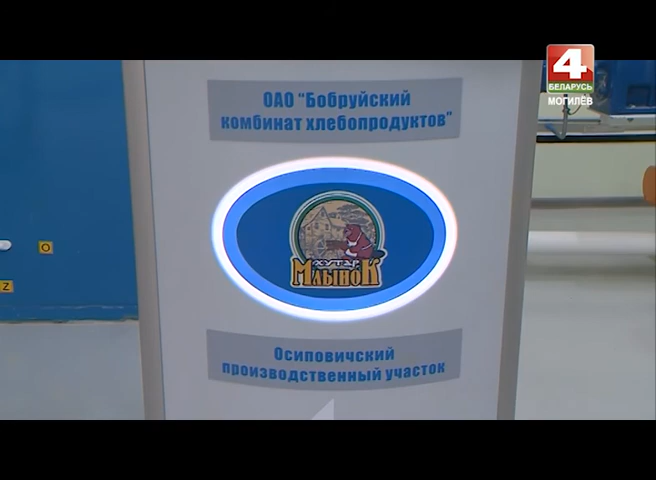 4
БЕЛАРУСЬ
МОГИЛЁВ
ОАО "Бобруйский
комбинат хлебопродуктов"
ХУТАР
МЛЫНОК
Осиповичский
производственный участок
O
Z